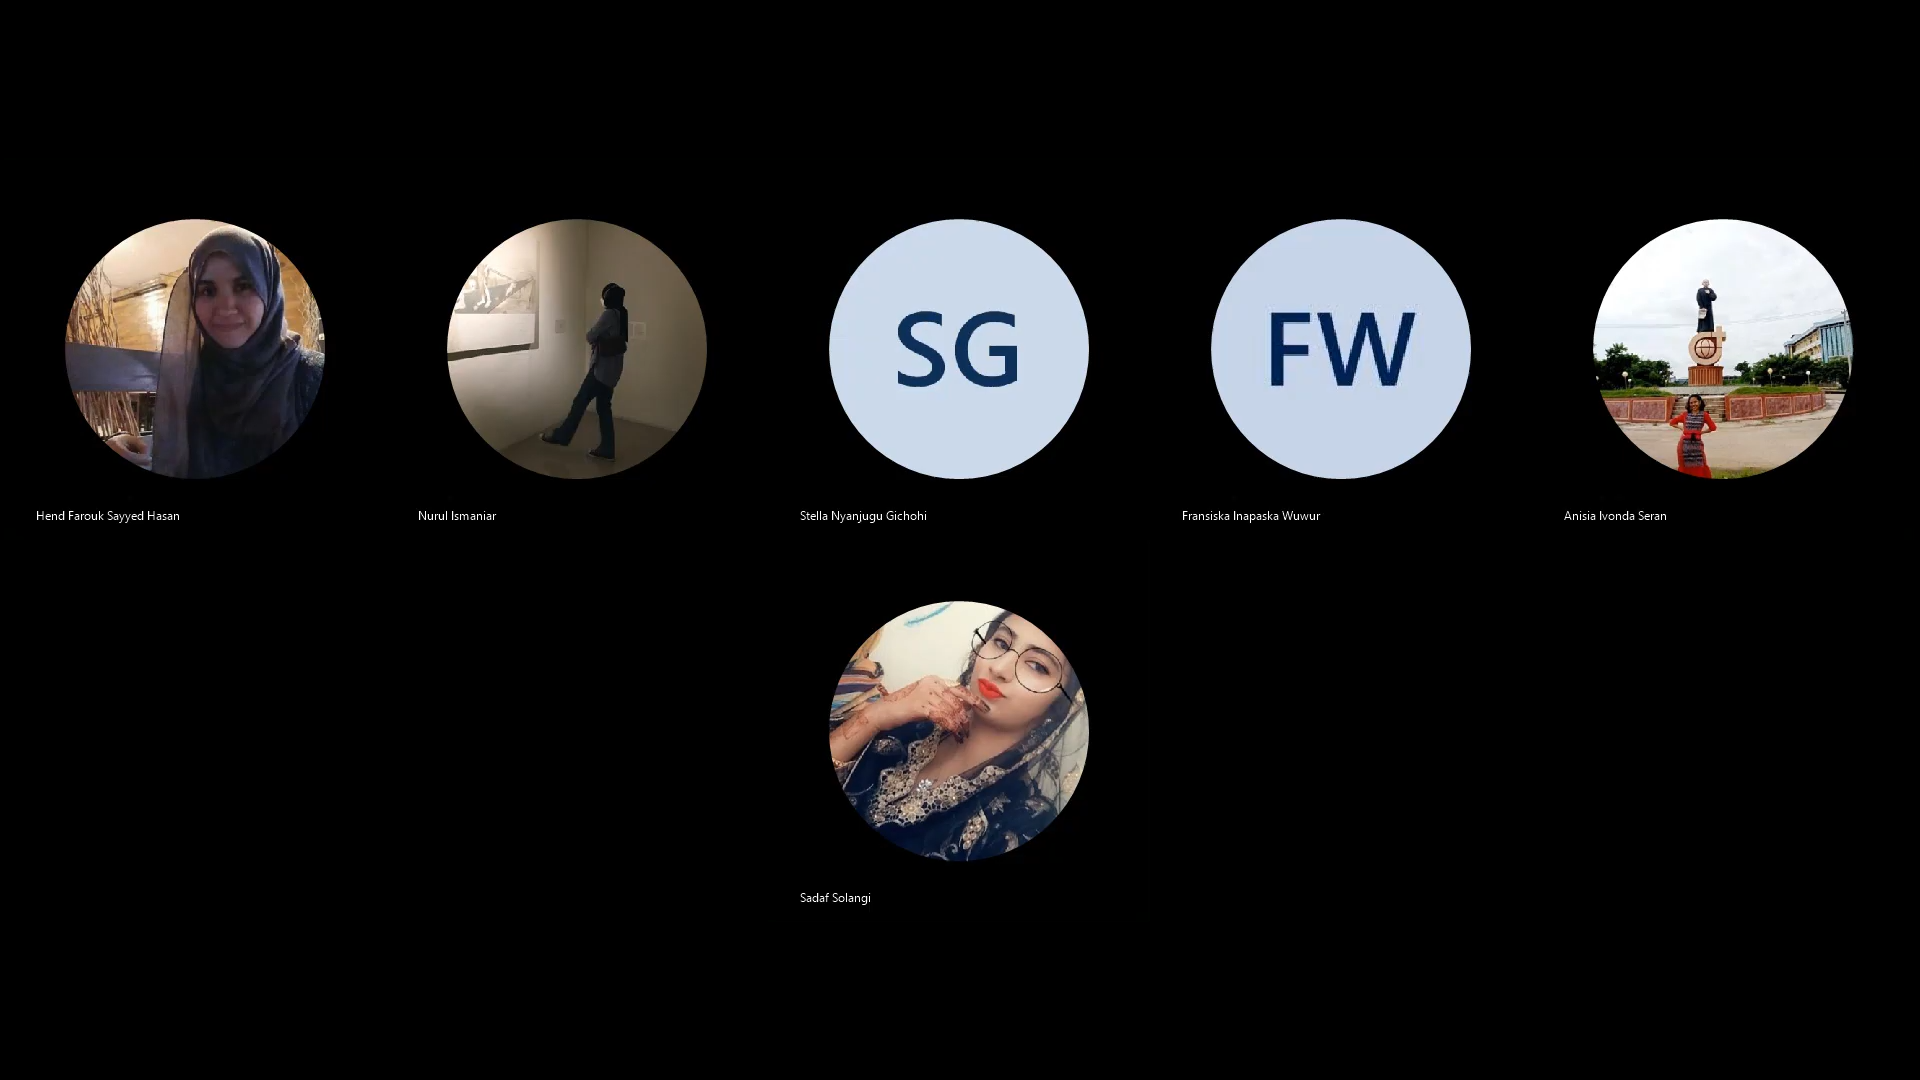 SG
FW
Hend Farouk Sayyed Hasan
Nurul Ismaniar
Stella Nyanjugu Gichohi
Fransiska Inapaska Wuwur
Anisia Ivonda Seran
Sadaf Solangi